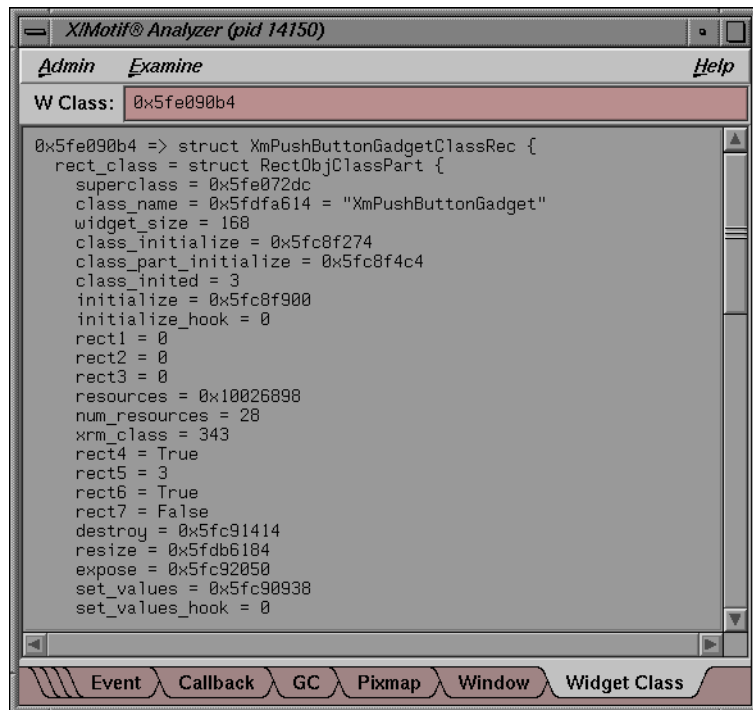 X/Motif® Analyzer (pid 14150)
Admin Examine Help
W Class: 0x5fe090b4
0x5fe090b4 => struct XmPushButtonGadgetClassRec {
  rect_class = struct RectObjClassPart {
    superclass = 0x5fe072dc
    class_name = 0x5fdfa614 = "XmPushButtonGadget"
    widget_size = 168
    class_initialize = 0x5fc8f274
    class_part_initialize = 0x5fc8f4c4
    class_inited = 3
    initialize = 0x5fc8f900
    initialize_hook = 0
    rect1 = 0
    rect2 = 0
    rect3 = 0
    resources = 0x10026898
    num_resources = 28
    xrm_class = 343
    rect4 = True
    rect5 = 3
    rect6 = True
    rect7 = False
    destroy = 0x5fc91414
    resize = 0x5fdb6184
    expose = 0x5fc92050
    set_values = 0x5fc90938
    set_values_hook = 0
Event Callback GC Pixmap Window Widget Class